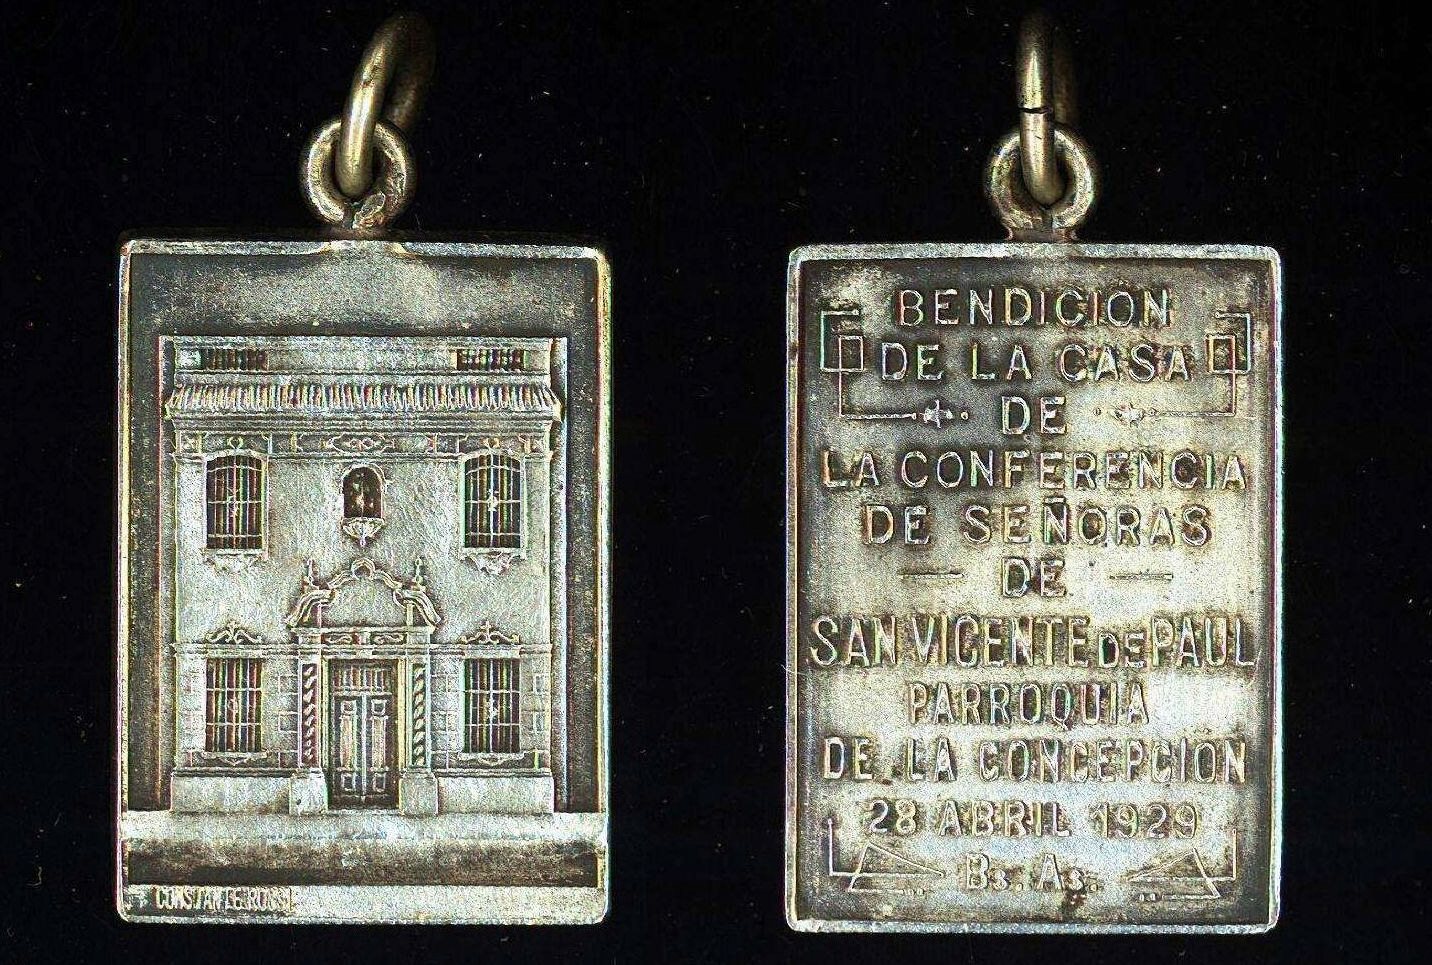 CONSTANTE ROSSI
BENDICION
DE LA CASA
DE
LA CONFERENCIA
DE SEÑORAS
DE
SAN VICENTE DE PAUL
PARROQUIA
DE LA CONCEPCION
28 ABRIL 1929
Bs. As.